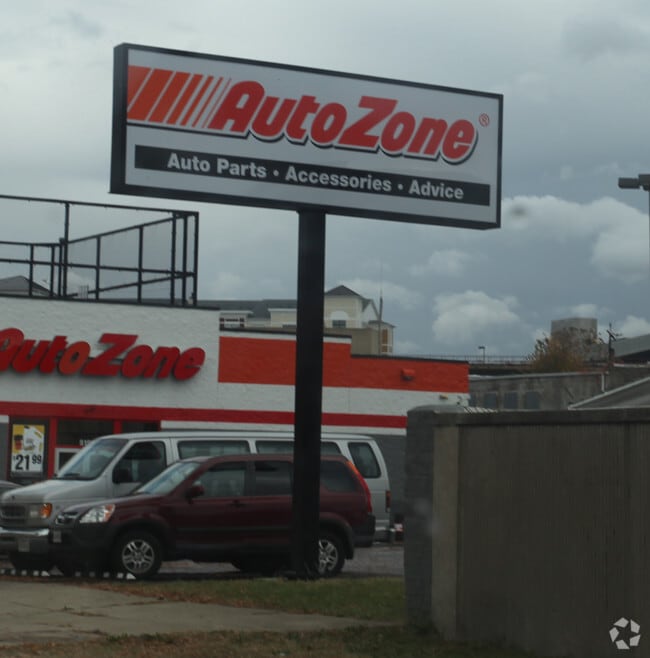 AutoZone®
Auto Parts • Accessories • Advice
AutoZone
$21 99